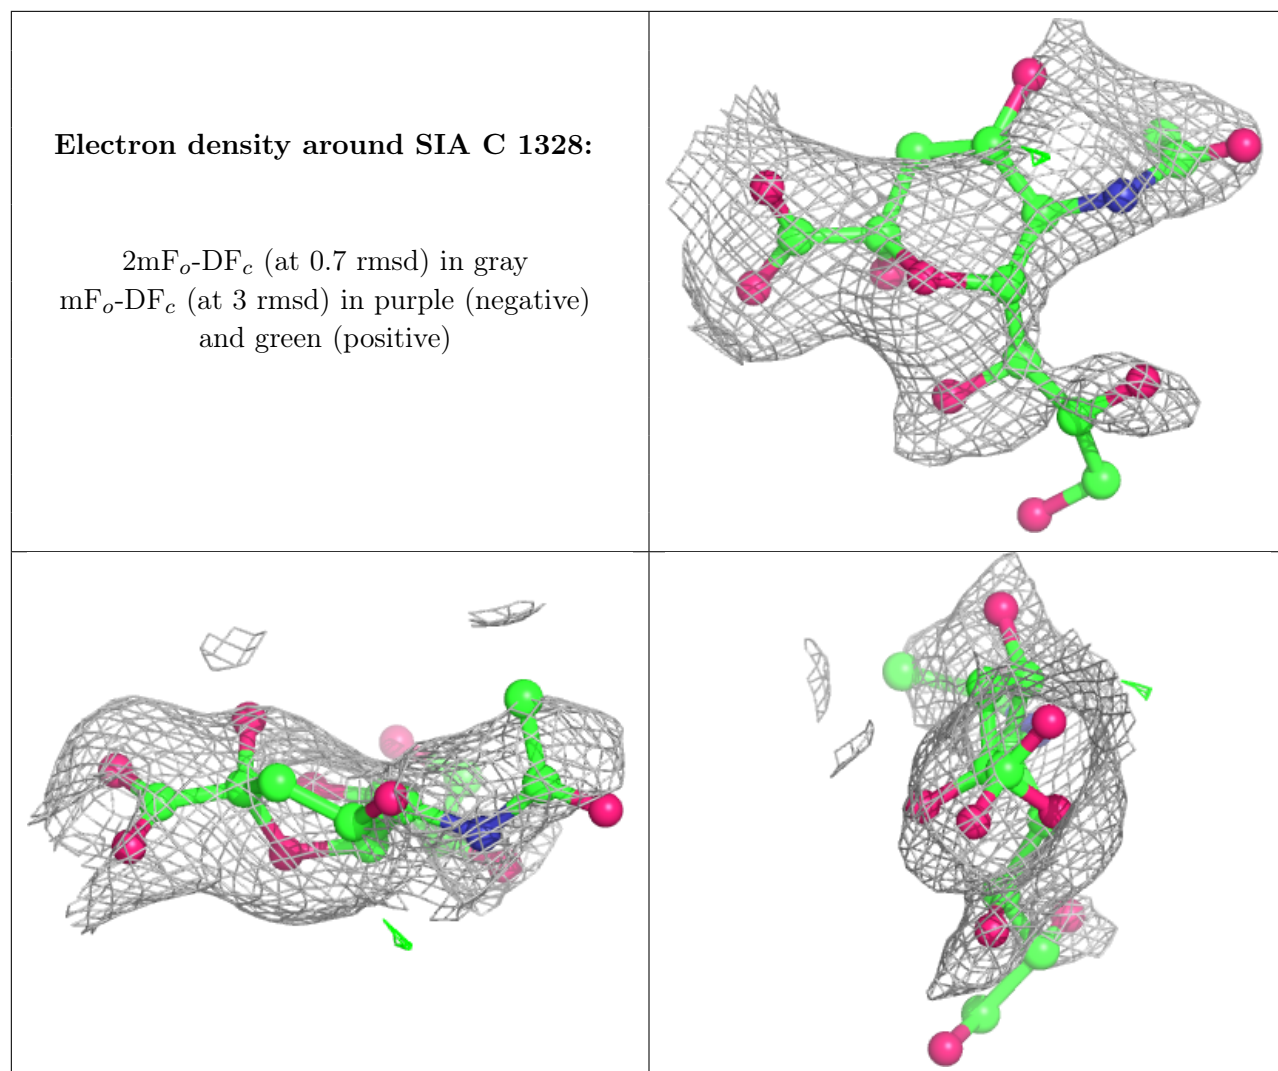 Electron density around SIA C 1328:
2mFo-DFc (at 0.7 rmsd) in gray
mFo-DFc (at 3 rmsd) in purple (negative)
and green (positive)